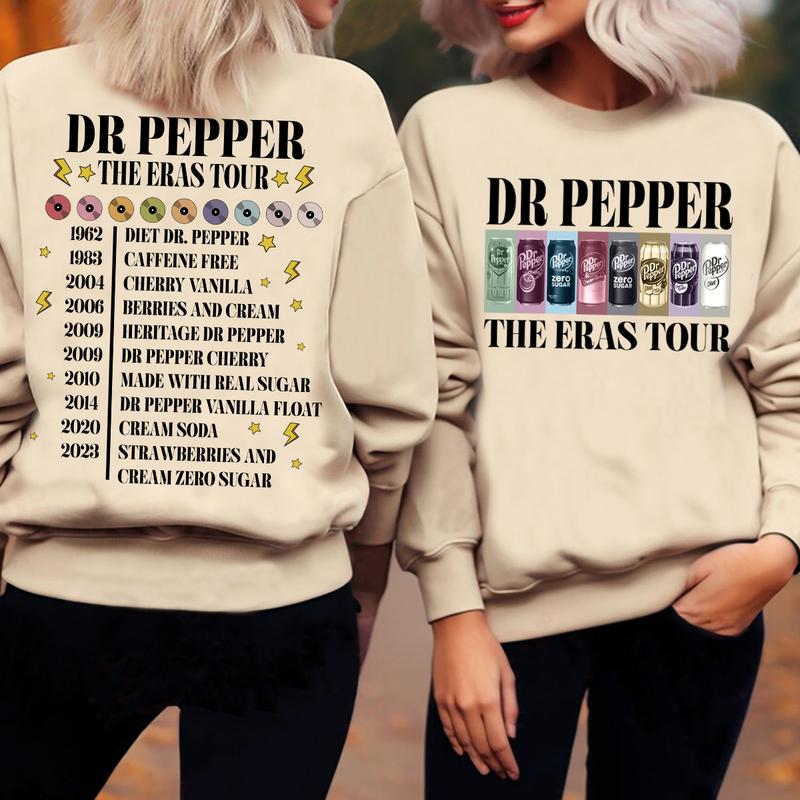 DR PEPPER
THE ERAS TOUR
1962 DIET DR. PEPPER
1983 CAFFEINE FREE
2004 CHERRY VANILLA
2006 BERRIES AND CREAM
2009 HERITAGE DR PEPPER
2009 DR PEPPER CHERRY
2010 MADE WITH REAL SUGAR
2014 DR PEPPER VANILLA FLOAT
2020 CREAM SODA
2023 STRAWBERRIES AND
CREAM ZERO SUGAR
DR PEPPER
Dr Pepper
Dr Pepper zero SUGAR
Dr Pepper
Dr Pepper zero SUGAR
Dr Pepper
Dr Pepper
Dr Pepper Diet
THE ERAS TOUR